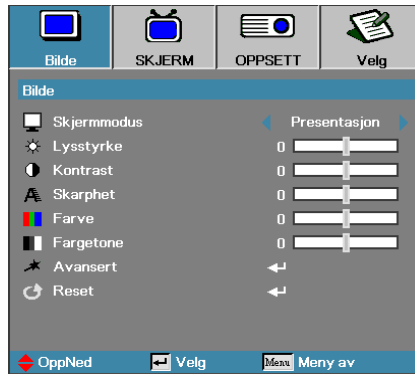 Bilde SKJERM OPPSETT Velg
Bilde
Skjermmodus Presentasjon
Lysstyrke 0
Kontrast 0
Skarphet 0
Farve 0
Fargetone 0
Avansert
Reset
OppNed Velg Menu Meny av